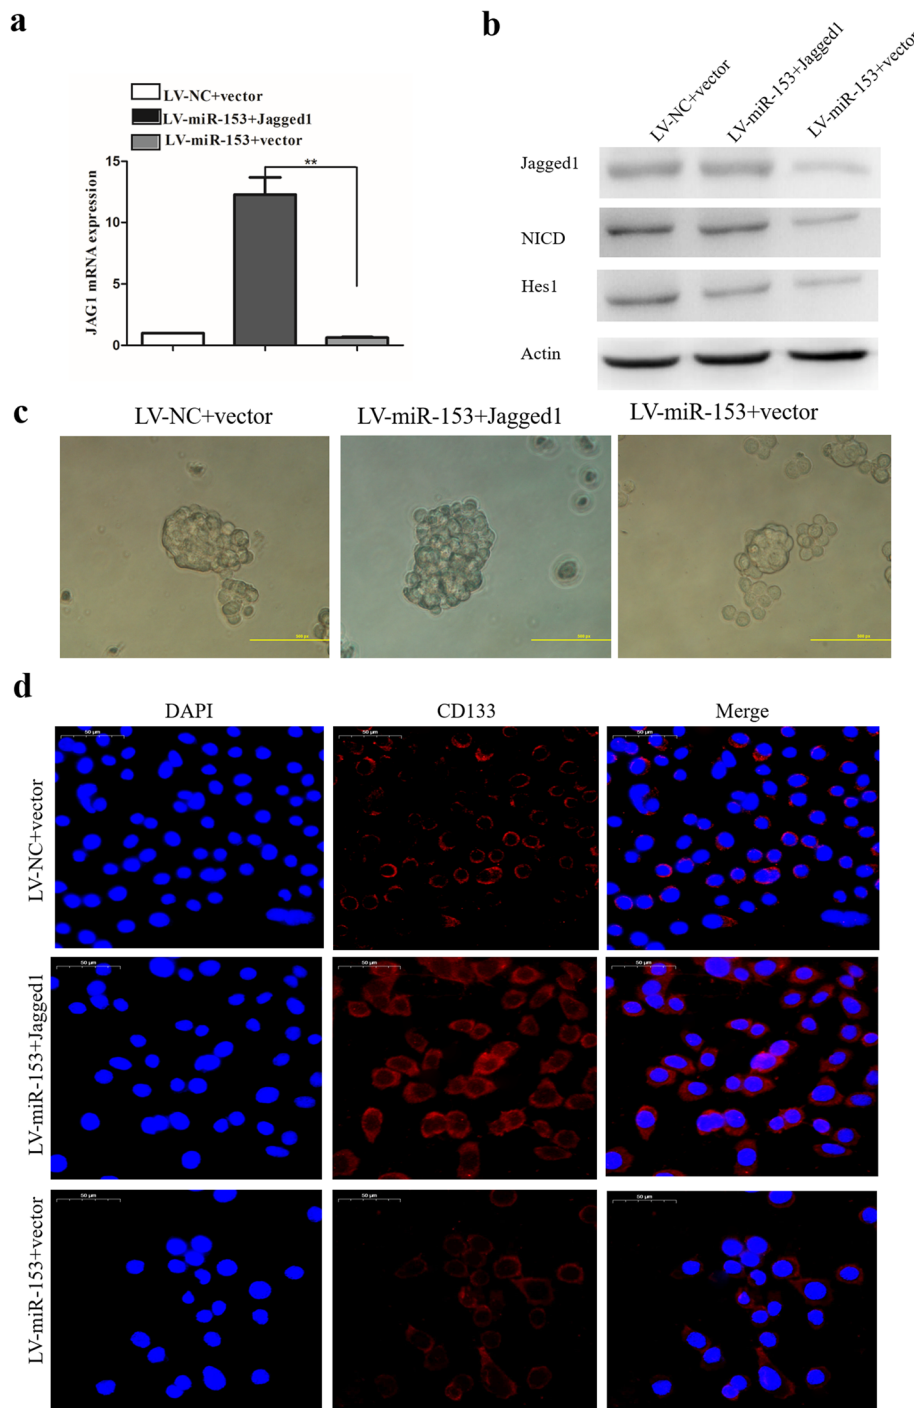 a
LV-NC+vector
LV-miR-153+Jagged1
LV-miR-153+vector
**
15
10
5
0
JAG1 mRNA expression
b
LV-NC+vector
LV-miR-153+Jagged1
LV-miR-153+vector
Jagged1
NICD
Hes1
Actin
c
LV-NC+vector
LV-miR-153+Jagged1
LV-miR-153+vector
d
DAPI
CD133
Merge
LV-NC+vector
50 µm
50 µm
50 µm
LV-miR-153+Jagged1
50 µm
50 µm
50 µm
LV-miR-153+vector
50 µm
50 µm
50 µm